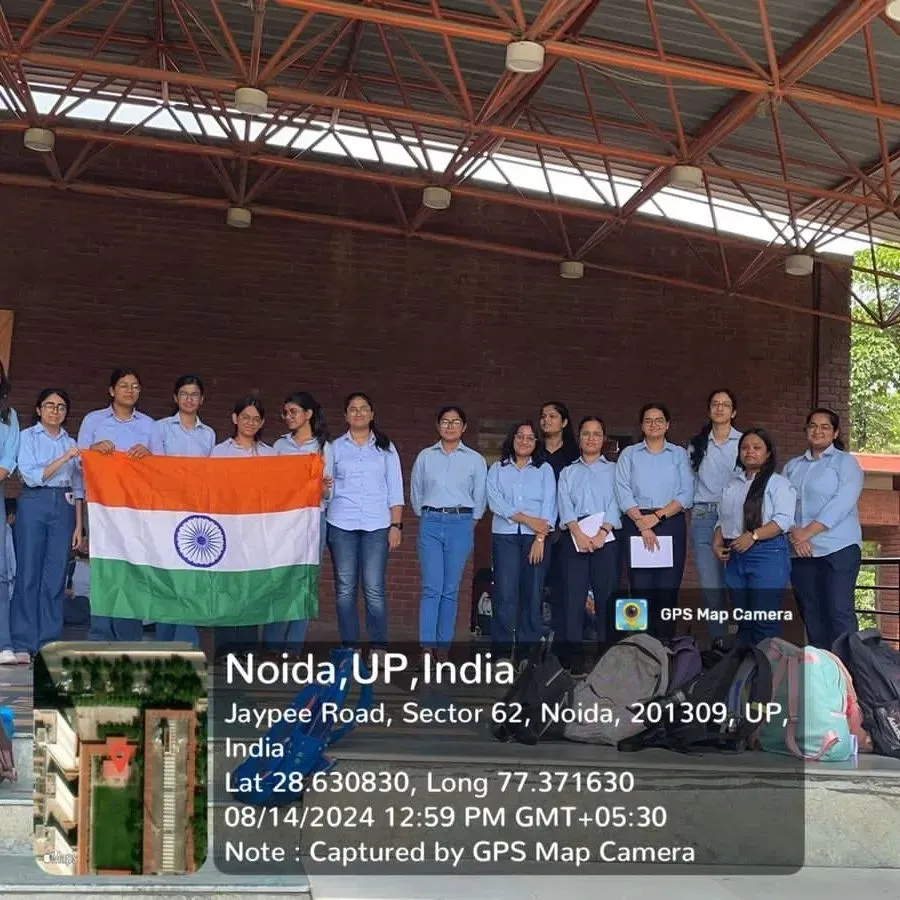 GPS Map Camera
Noida,UP,India
Jaypee Road, Sector 62, Noida, 201309, UP,
India
Lat 28.630830, Long 77.371630
08/14/2024 12:59 PM GMT+05:30
Note : Captured by GPS Map Camera